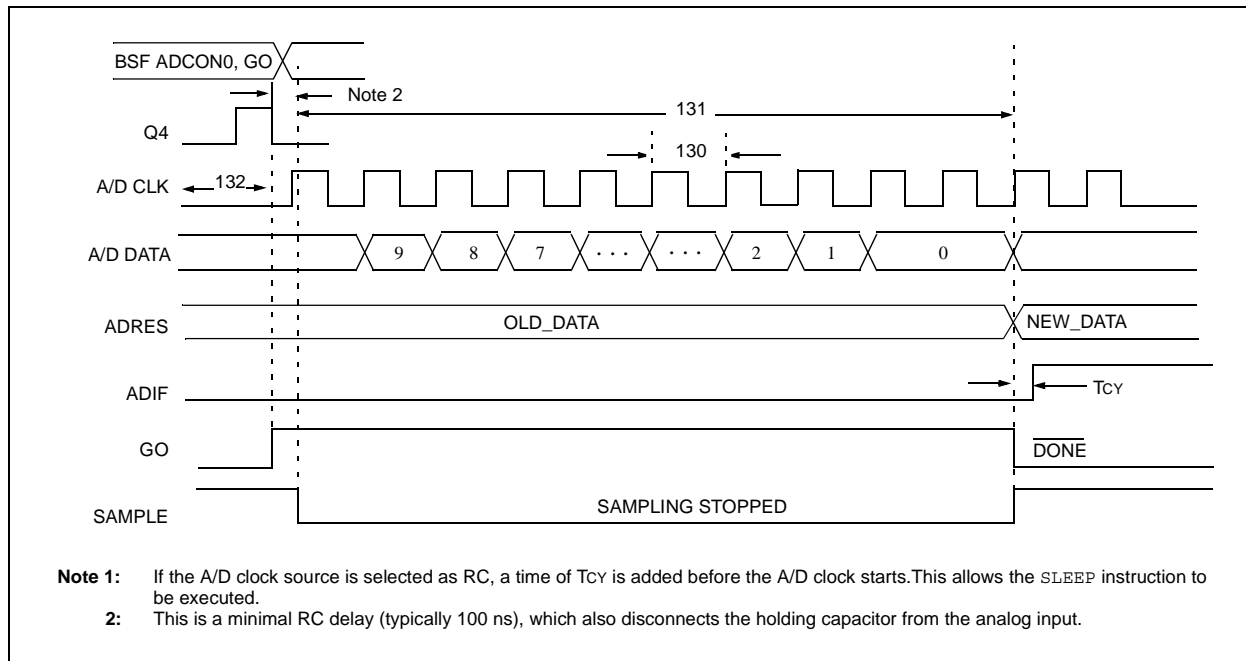 BSF ADCON0, GO
Note 2
131
Q4
130
A/D CLK
132
A/D DATA
9 8 7 · · · · · · 2 1 0
ADRES
OLD_DATA
NEW_DATA
ADIF
TCY
GO
DONE
SAMPLE
SAMPLING STOPPED
Note 1: If the A/D clock source is selected as RC, a time of TCY is added before the A/D clock starts.This allows the SLEEP instruction to
be executed.
2: This is a minimal RC delay (typically 100 ns), which also disconnects the holding capacitor from the analog input.